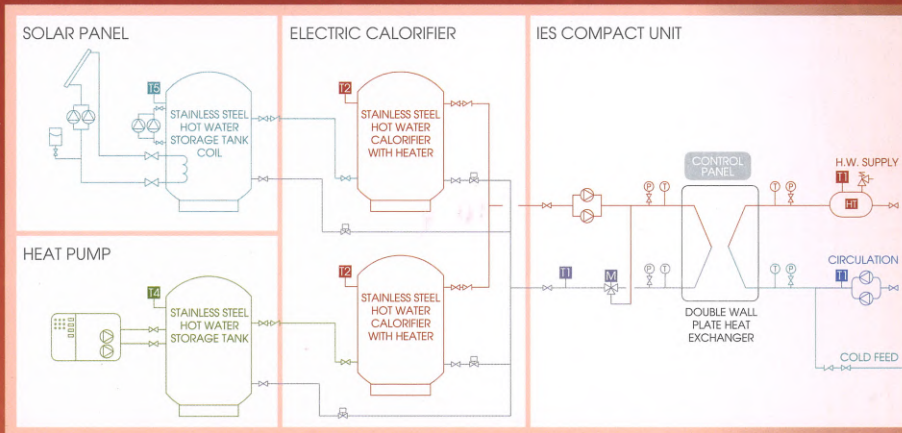 SOLAR PANEL
T5
STAINLESS STEEL
HOT WATER
STORAGE TANK
COIL
ELECTRIC CALORIFIER
T2
STAINLESS STEEL
HOT WATER
CALORIFIER
WITH HEATER
IES COMPACT UNIT
CONTROL
PANEL
P
T
T
P
H.W. SUPPLY
T1
HT
HEAT PUMP
T4
STAINLESS STEEL
HOT WATER
STORAGE TANK
T2
STAINLESS STEEL
HOT WATER
CALORIFIER
WITH HEATER
T1
M
P
T
T
P
DOUBLE WALL
PLATE HEAT
EXCHANGER
CIRCULATION
T1
COLD FEED